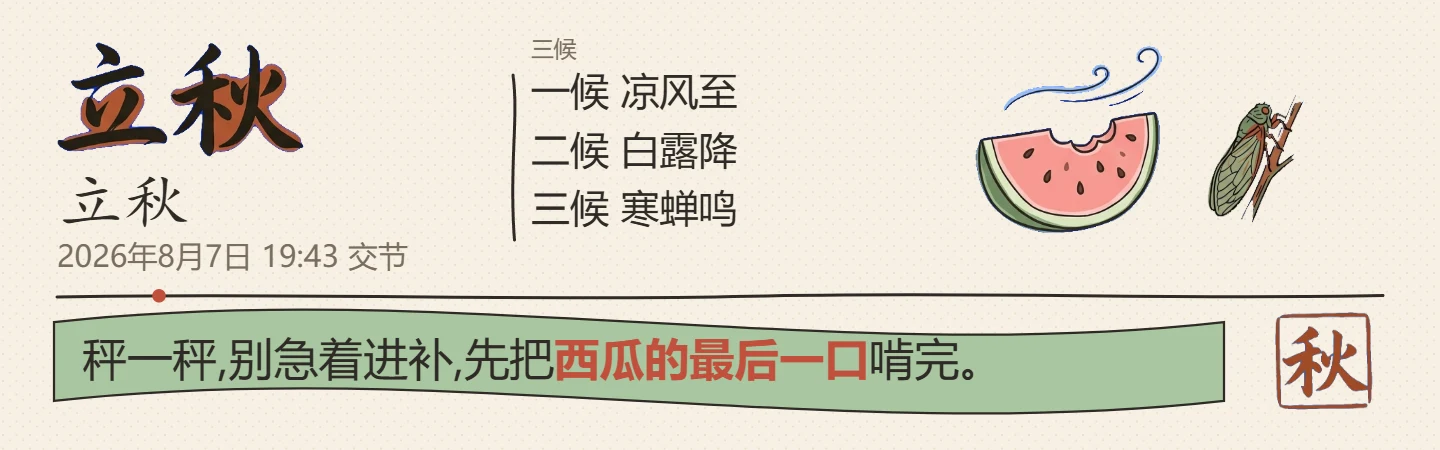 立秋
立秋
2026年8月7日 19:43 交节
三候
一候 凉风至
二候 白露降
三候 寒蝉鸣
秤一秤,别急着进补,先把西瓜的最后一口啃完。
秋